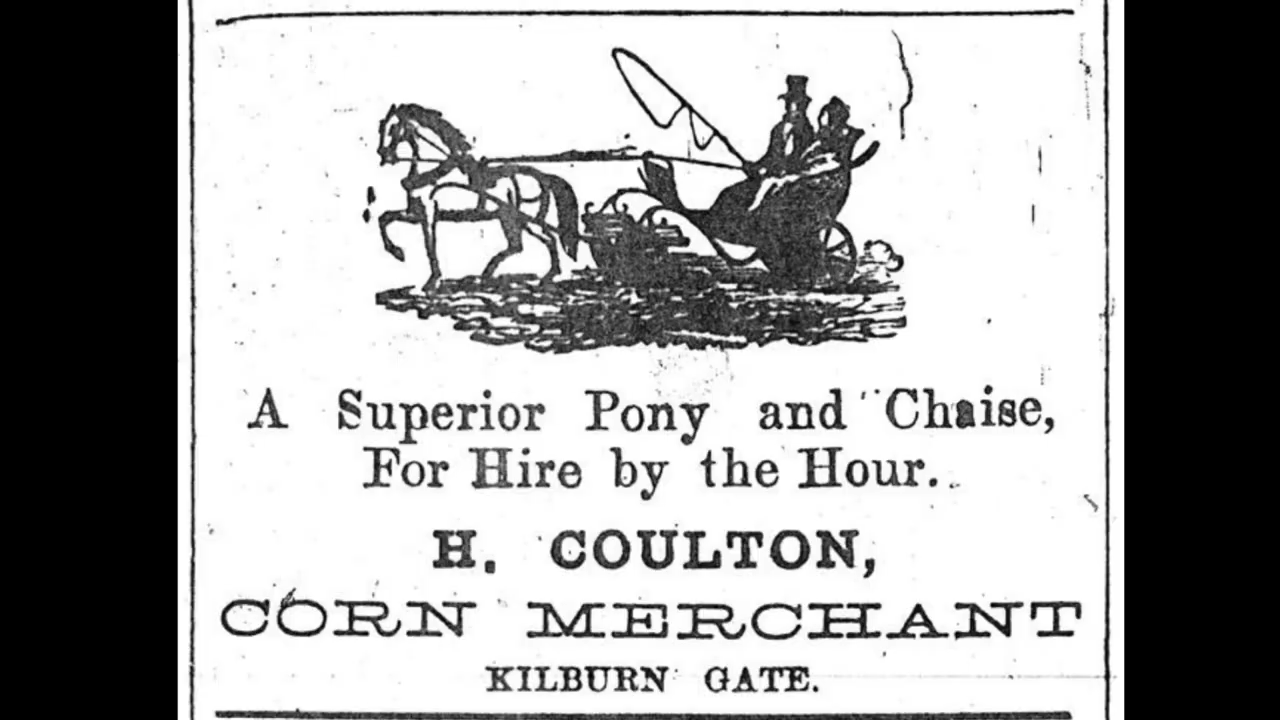 A Superior Pony and Chaise,
For Hire by the Hour.
H. COULTON,
CORN MERCHANT
KILBURN GATE.